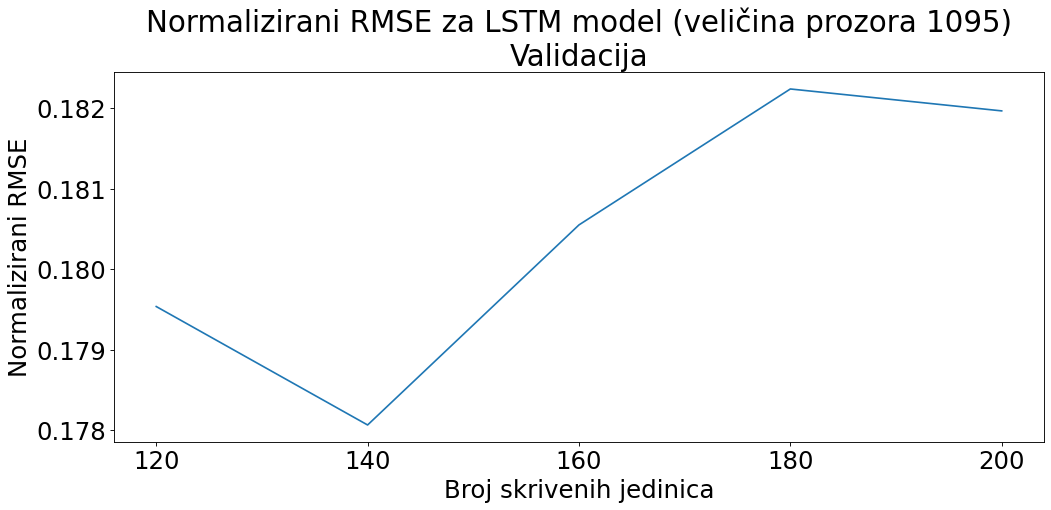 Normalizirani RMSE za LSTM model (veličina prozora 1095)
Validacija
Normalizirani RMSE
0.182
0.181
0.180
0.179
0.178
120 140 160 180 200
Broj skrivenih jedinica